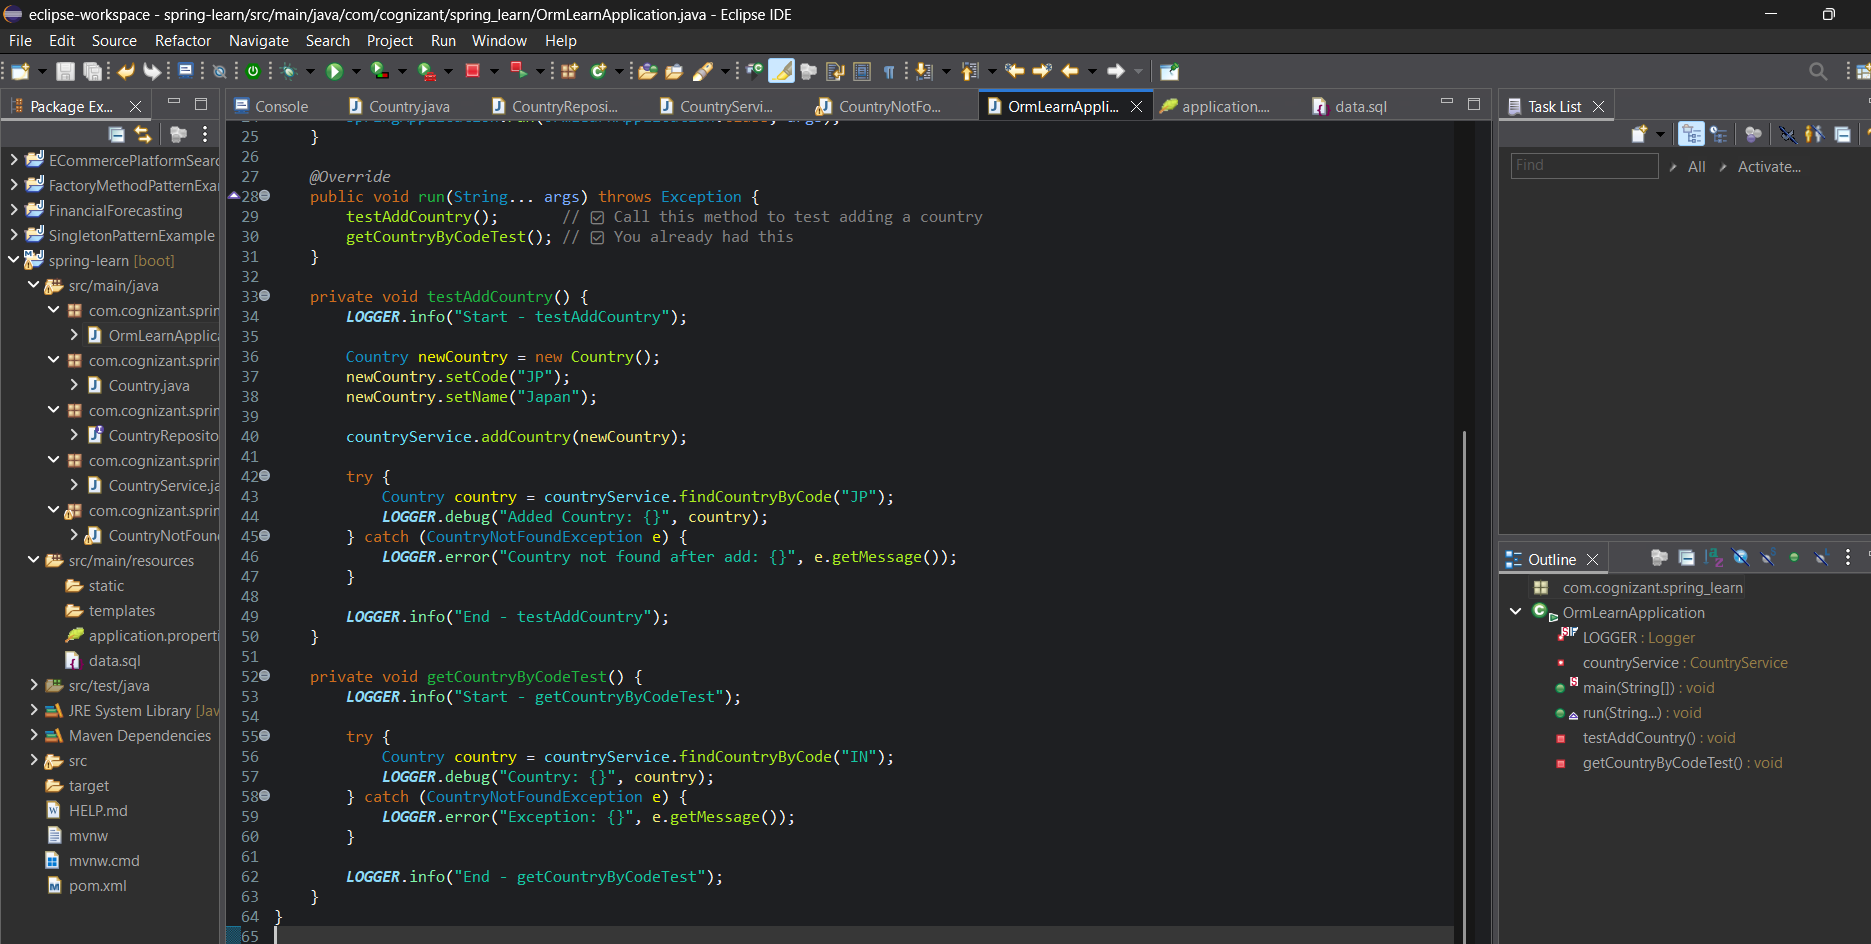 eclipse-workspace - spring-learn/src/main/java/com/cognizant/spring_learn/OrmLearnApplication.java - Eclipse IDE
File Edit Source Refactor Navigate Search Project Run Window Help
Package Ex...
ECommercePlatformSear
FactoryMethodPatternExa
FinancialForecasting
SingletonPatternExample
spring-learn [boot]
src/main/java
com.cognizant.sprin
OrmLearnApplica
com.cognizant.sprin
Country.java
com.cognizant.sprin
CountryReposito
com.cognizant.sprin
CountryService.ja
com.cognizant.sprin
CountryNotFoun
src/main/resources
static
templates
application.properti
data.sql
src/test/java
JRE System Library [Jav
Maven Dependencies
src
target
HELP.md
mvnw
mvnw.cmd
pom.xml
Console Country.java CountryReposi... CountryServi... CountryNotFo... OrmLearnAppli... application.... data.sql
25 }
26
27 @Override
28 public void run(String... args) throws Exception {
29 testAddCountry(); // ☑ Call this method to test adding a country
30 getCountryByCodeTest(); // ☑ You already had this
31 }
32
33 private void testAddCountry() {
34 LOGGER.info("Start - testAddCountry");
35
36 Country newCountry = new Country();
37 newCountry.setCode("JP");
38 newCountry.setName("Japan");
39
40 countryService.addCountry(newCountry);
41
42 try {
43 Country country = countryService.findCountryByCode("JP");
44 LOGGER.debug("Added Country: {}", country);
45 } catch (CountryNotFoundException e) {
46 LOGGER.error("Country not found after add: {}", e.getMessage());
47 }
48
49 LOGGER.info("End - testAddCountry");
50 }
51
52 private void getCountryByCodeTest() {
53 LOGGER.info("Start - getCountryByCodeTest");
54
55 try {
56 Country country = countryService.findCountryByCode("IN");
57 LOGGER.debug("Country: {}", country);
58 } catch (CountryNotFoundException e) {
59 LOGGER.error("Exception: {}", e.getMessage());
60 }
61
62 LOGGER.info("End - getCountryByCodeTest");
63 }
64 }
65
Task List
Find All Activate...
Outline
com.cognizant.spring_learn
OrmLearnApplication
LOGGER : Logger
countryService : CountryService
main(String[]) : void
run(String...) : void
testAddCountry() : void
getCountryByCodeTest() : void